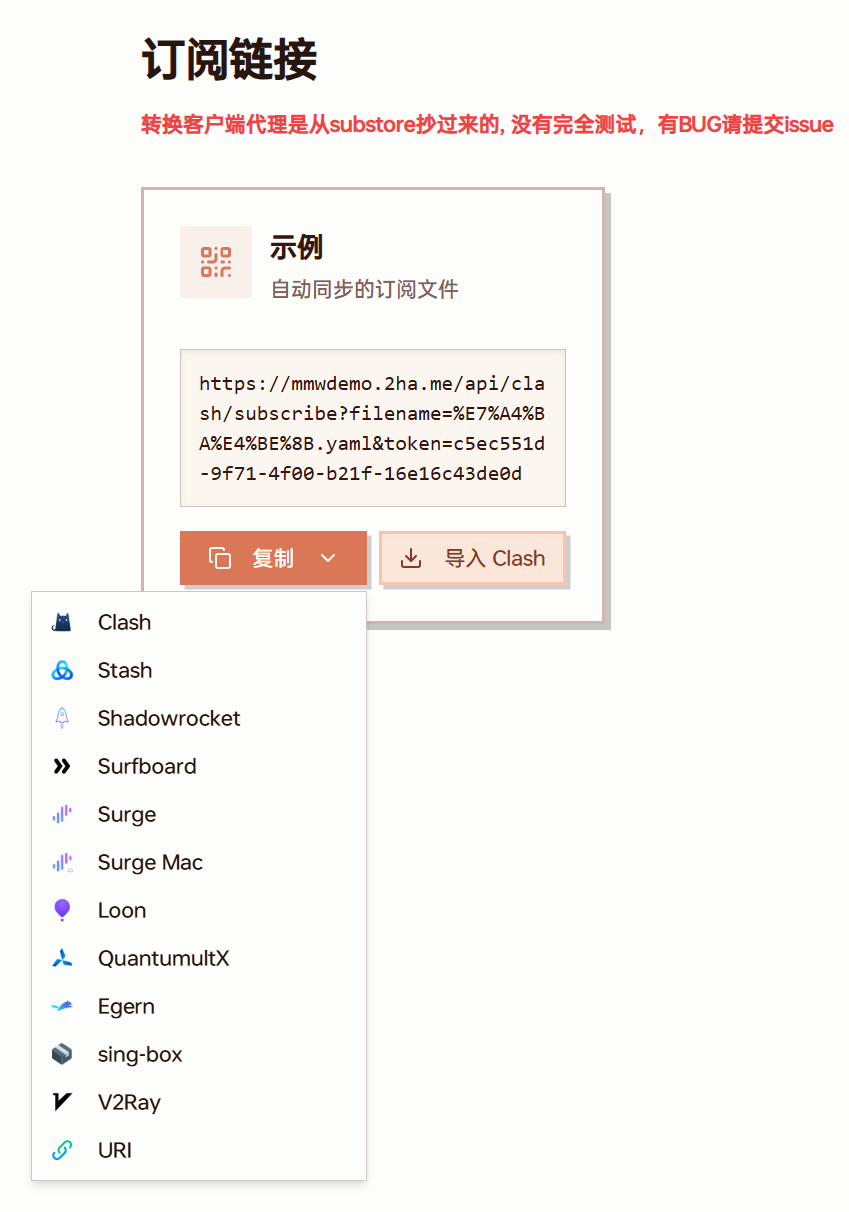 订阅链接
转换客户端代理是从substore抄过来的, 没有完全测试，有BUG请提交issue
示例
自动同步的订阅文件
https://mmwdemo.2ha.me/api/cla
sh/subscribe?filename=%E7%A4%B
A%E4%BE%8B.yaml&token=c5ec551d
-9f71-4f00-b21f-16e16c43de0d
复制
导入 Clash
Clash
Stash
Shadowrocket
Surfboard
Surge
Surge Mac
Loon
QuantumultX
Egern
sing-box
V2Ray
URI